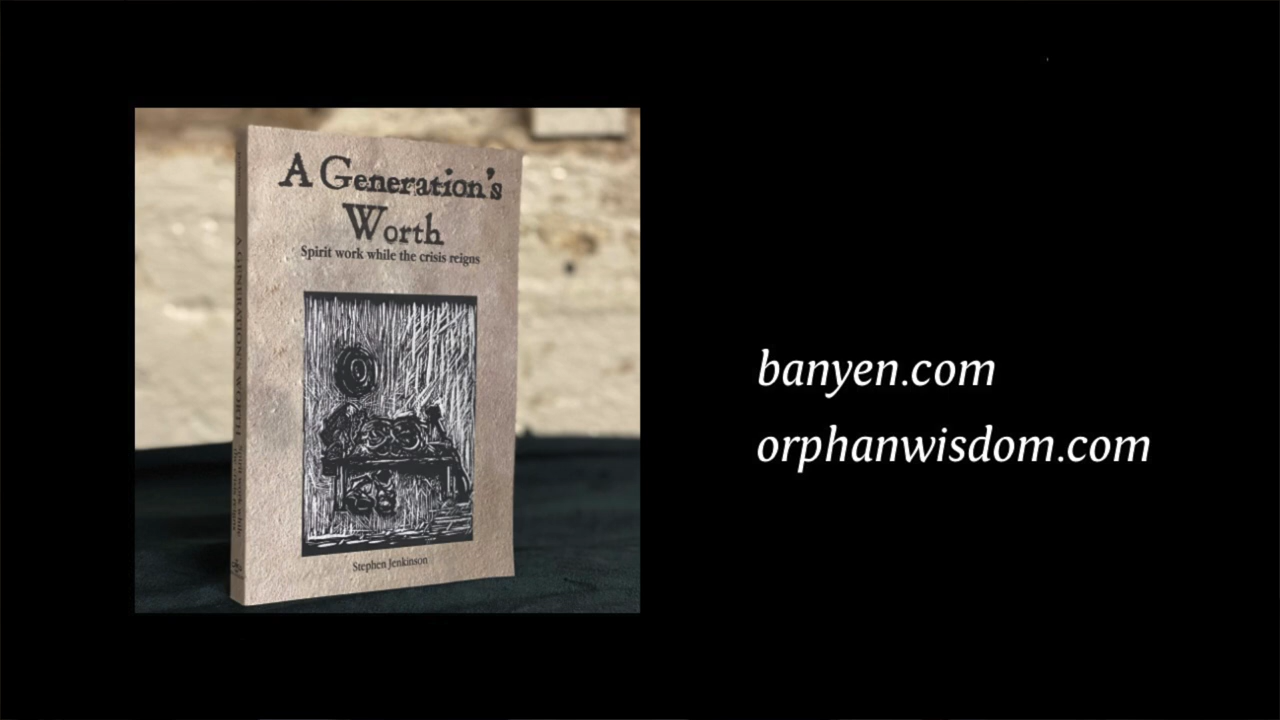 A Generation's
Worth
Spirit work while the crisis reigns
Stephen Jenkinson
A GENERATION'S WORTH
banyen.com
orphanwisdom.com